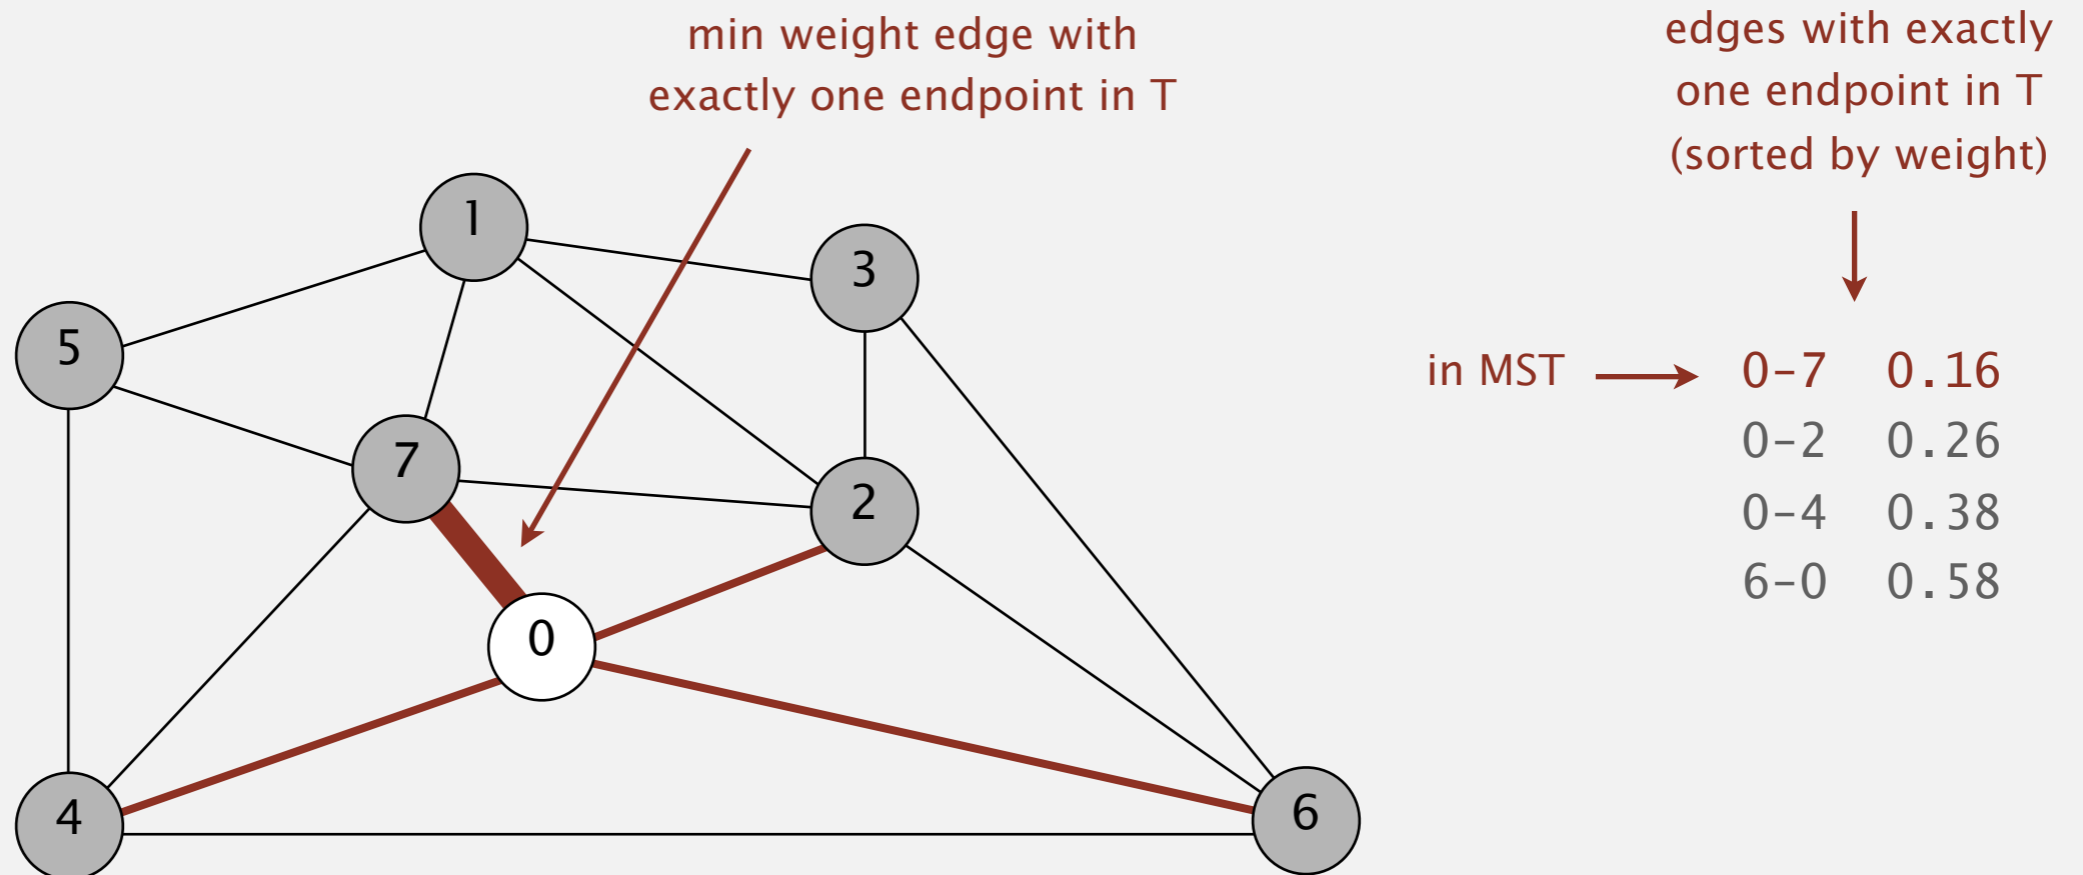 min weight edge with
exactly one endpoint in T
edges with exactly
one endpoint in T
(sorted by weight)
1
3
5
7
2
0
4
6
in MST
0-7 0.16
0-2 0.26
0-4 0.38
6-0 0.58